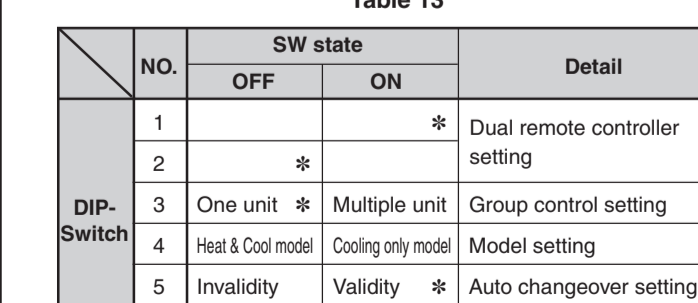 Table 13
NO. SW state Detail
OFF ON
DIP-Switch 1 * Dual remote controller setting
2 *
3 One unit * Multiple unit Group control setting
4 Heat & Cool model Cooling only model Model setting
5 Invalidity Validity * Auto changeover setting